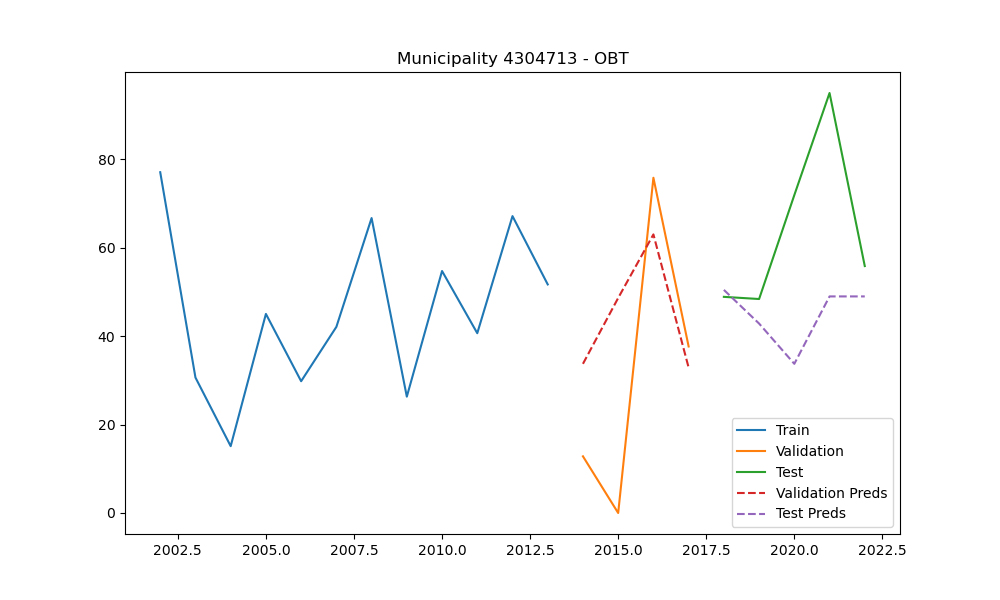 Municipality 4304713 - OBT
80
60
40
20
0
2002.5 2005.0 2007.5 2010.0 2012.5 2015.0 2017.5 2020.0 2022.5
Train
Validation
Test
Validation Preds
Test Preds